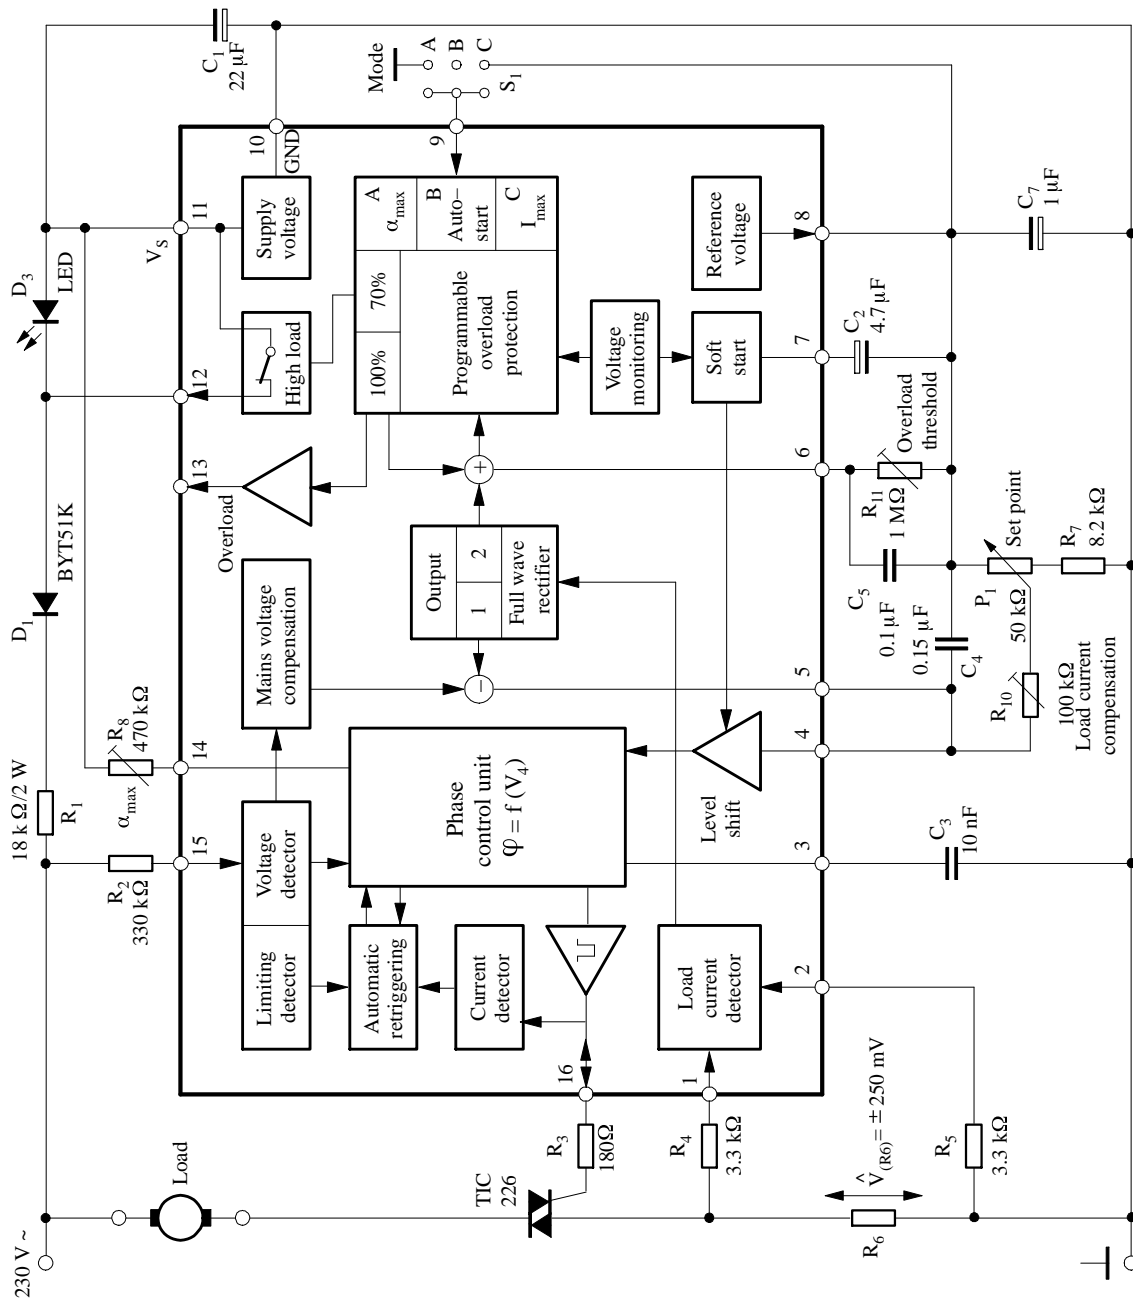 230 V ~
18 kΩ/2 W
R1
D1
BYT51K
D3
LED
C1
22 μF
R2
330 kΩ
αmax
R8
470 kΩ
VS
15
14
13
12
11
10
GND
Limiting
detector
Voltage
detector
Mains voltage
compensation
Overload
High load
Supply
voltage
Load
Automatic
retriggering
Current
detector
Phase
control unit
φ = f (V4)
Output
1
2
Full wave
rectifier
−
+
100%
70%
A
αmax
B
Auto–
start
C
Imax
Programmable
overload
protection
9
Mode
A
B
C
S1
Voltage
monitoring
TIC
226
R3
180Ω
16
1
R4
3.3 kΩ
Load
current
detector
Level
shift
Soft
start
Reference
voltage
2
3
4
5
6
7
8
R6
V̂(R6) = ± 250 mV
R5
3.3 kΩ
C3
10 nF
R10
100 kΩ
Load current
compensation
C4
0.15 μF
C5
0.1 μF
R11
1 MΩ
Overload
threshold
C2
4.7 μF
C7
1 μF
P1
50 kΩ
Set point
R7
8.2 kΩ